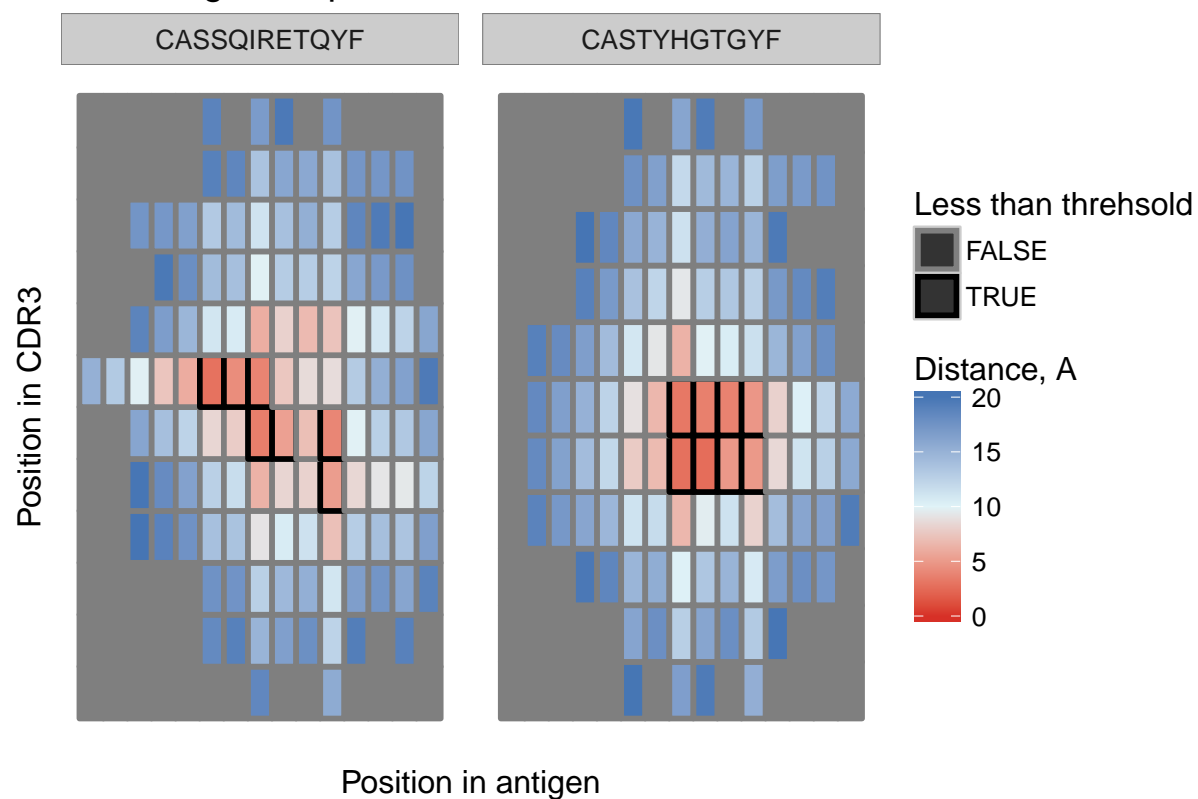 CASSQIRETQYF
CASTYHGTGYF
Position in CDR3
Position in antigen
Less than threhsold
FALSE
TRUE
Distance, A
20
15
10
5
0